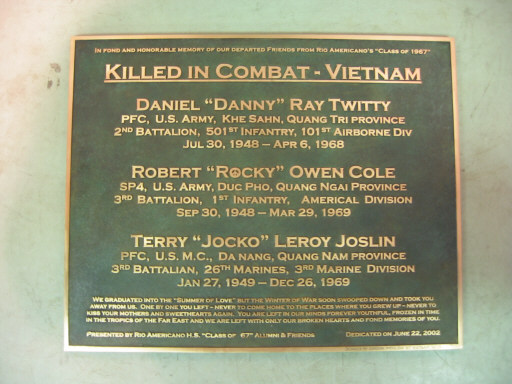 IN FOND AND HONORABLE MEMORY OF OUR DEPARTED FRIENDS FROM RIO AMERICANO'S "CLASS OF 1967"
KILLED IN COMBAT - VIETNAM
DANIEL "DANNY" RAY TWITTY
PFC, U.S. ARMY, KHE SAHN, QUANG TRI PROVINCE
2ND BATTALION, 501ST INFANTRY, 101ST AIRBORNE DIV
JUL 30, 1948 – APR 6, 1968
ROBERT "ROCKY" OWEN COLE
SP4, U.S. ARMY, DUC PHO, QUANG NGAI PROVINCE
3RD BATTALION, 1ST INFANTRY, AMERICAL DIVISION
SEP 30, 1948 – MAR 29, 1969
TERRY "JOCKO" LEROY JOSLIN
PFC, U.S. M.C., DA NANG, QUANG NAM PROVINCE
3RD BATTALIAN, 26TH MARINES, 3RD MARINE DIVISION
JAN 27, 1949 – DEC 26, 1969
WE GRADUATED INTO THE "SUMMER OF LOVE" BUT THE WINTER OF WAR SOON SWOOPED DOWN AND TOOK YOU
AWAY FROM US. ONE BY ONE YOU LEFT – NEVER TO COME HOME TO THE PLACES WHERE YOU GREW UP – NEVER TO
KISS YOUR MOTHERS AND SWEETHEARTS AGAIN. YOU ARE LEFT IN OUR MINDS FOREVER YOUTHFUL, FROZEN IN TIME
IN THE TROPICS OF THE FAR EAST AND WE ARE LEFT WITH ONLY OUR BROKEN HEARTS AND FOND MEMORIES OF YOU.
PRESENTED BY RIO AMERICANO H.S. "CLASS OF 67" ALUMNI & FRIENDS DEDICATED ON JUNE 22, 2002